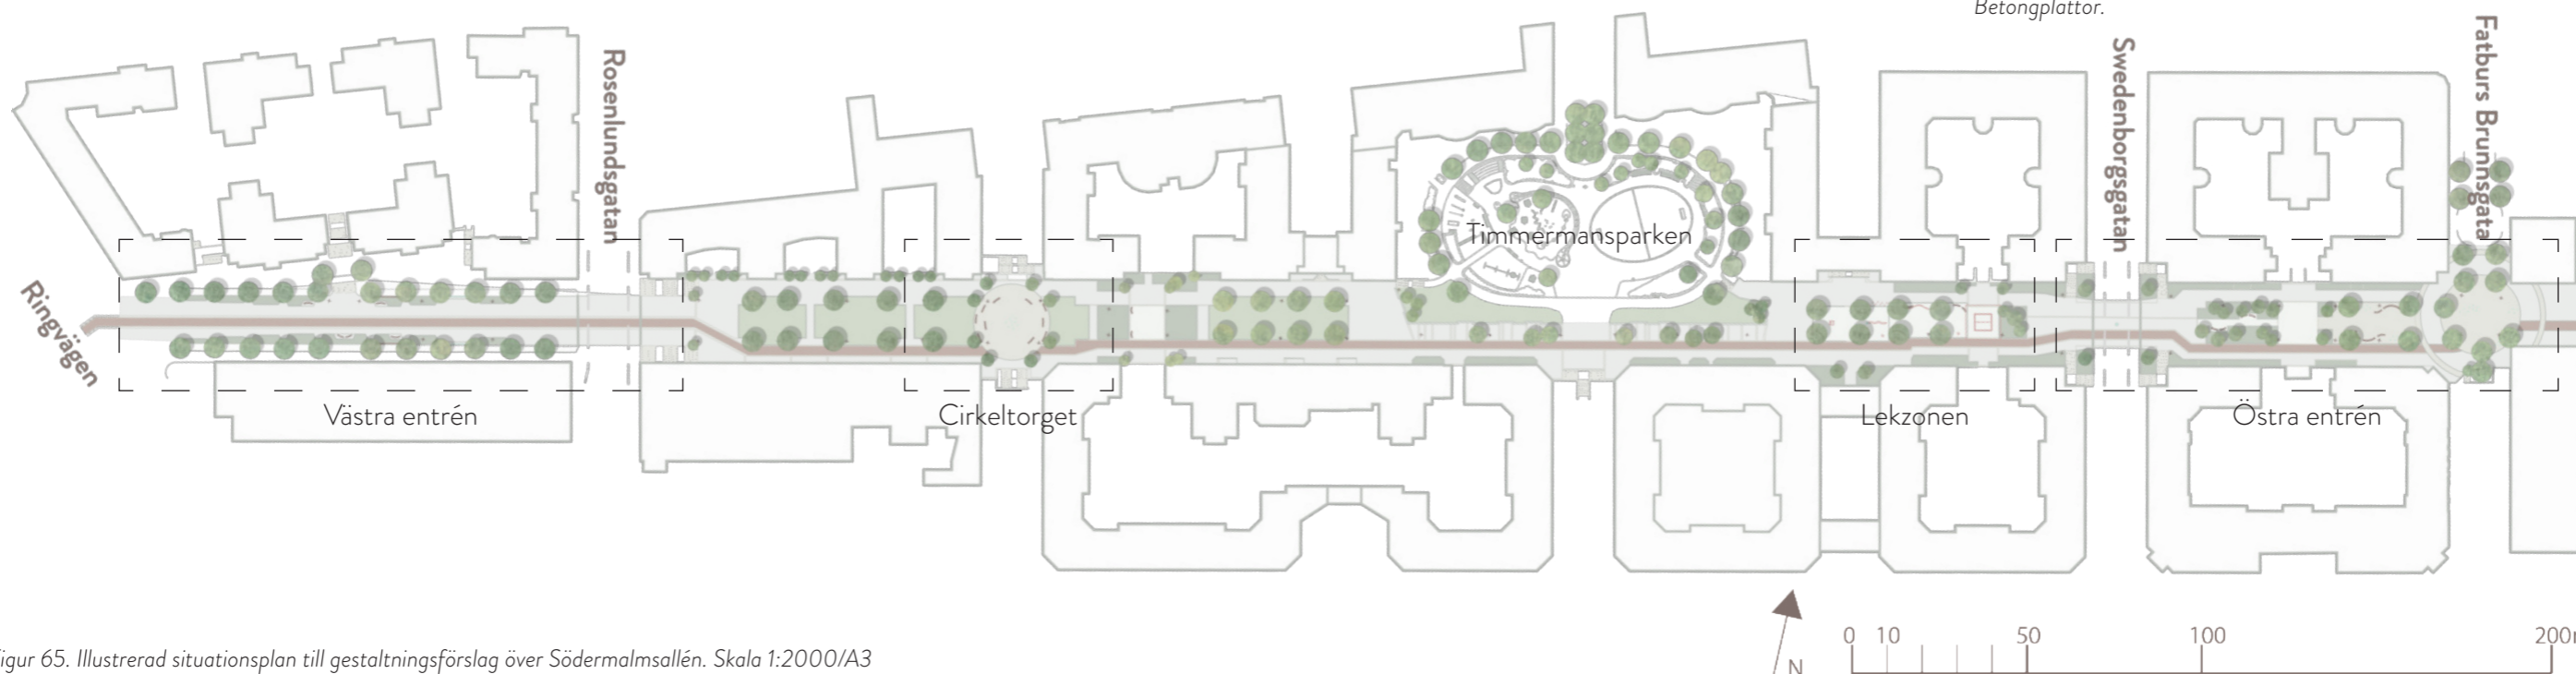 Betongplattor.
Rosenlundsgatan
Swedenborgsgatan
Fatburs Brunnsgata
Timmermansparken
Ringvägen
Västra entrén
Cirkeltorget
Lekzonen
Östra entrén
igur 65. Illustrerad situationsplan till gestaltningsförslag över Södermalmsallén. Skala 1:2000/A3
N
0 10 50 100 200m